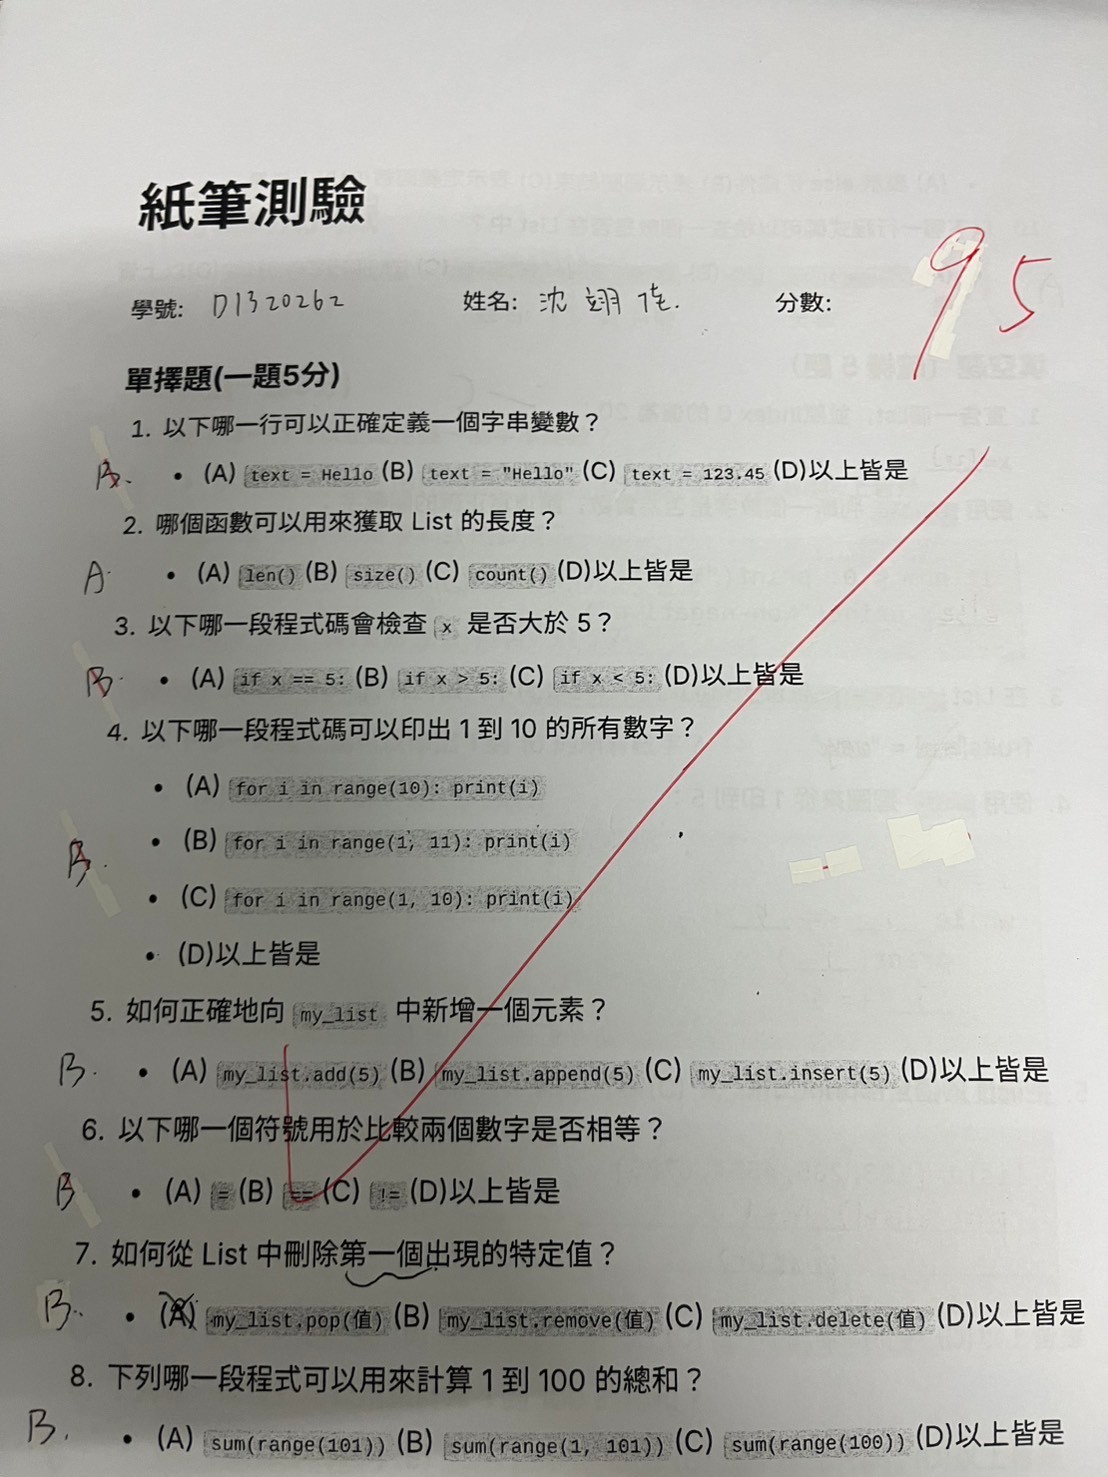 紙筆測驗
學號: D1320262 姓名: 沈翊 分數: 95
單擇題(一題5分)
1. 以下哪一行可以正確定義一個字串變數？
B. • (A) text = Hello (B) text = "Hello" (C) text = 123.45 (D)以上皆是
2. 哪個函數可以用來獲取 List 的長度？
A • (A) len() (B) size() (C) count() (D)以上皆是
3. 以下哪一段程式碼會檢查 x 是否大於 5？
B. • (A) if x == 5: (B) if x > 5: (C) if x < 5: (D)以上皆是
4. 以下哪一段程式碼可以印出 1 到 10 的所有數字？
• (A) for i in range(10): print(i)
B. • (B) for i in range(1, 11): print(i)
• (C) for i in range(1, 10): print(i)
• (D)以上皆是
5. 如何正確地向 my_list 中新增一個元素？
B. • (A) my_list.add(5) (B) my_list.append(5) (C) my_list.insert(5) (D)以上皆是
6. 以下哪一個符號用於比較兩個數字是否相等？
B • (A) = (B) == (C) != (D)以上皆是
7. 如何從 List 中刪除第一個出現的特定值？
B. • (A) my_list.pop(值) (B) my_list.remove(值) (C) my_list.delete(值) (D)以上皆是
8. 下列哪一段程式可以用來計算 1 到 100 的總和？
B. • (A) sum(range(101)) (B) sum(range(1, 101)) (C) sum(range(100)) (D)以上皆是